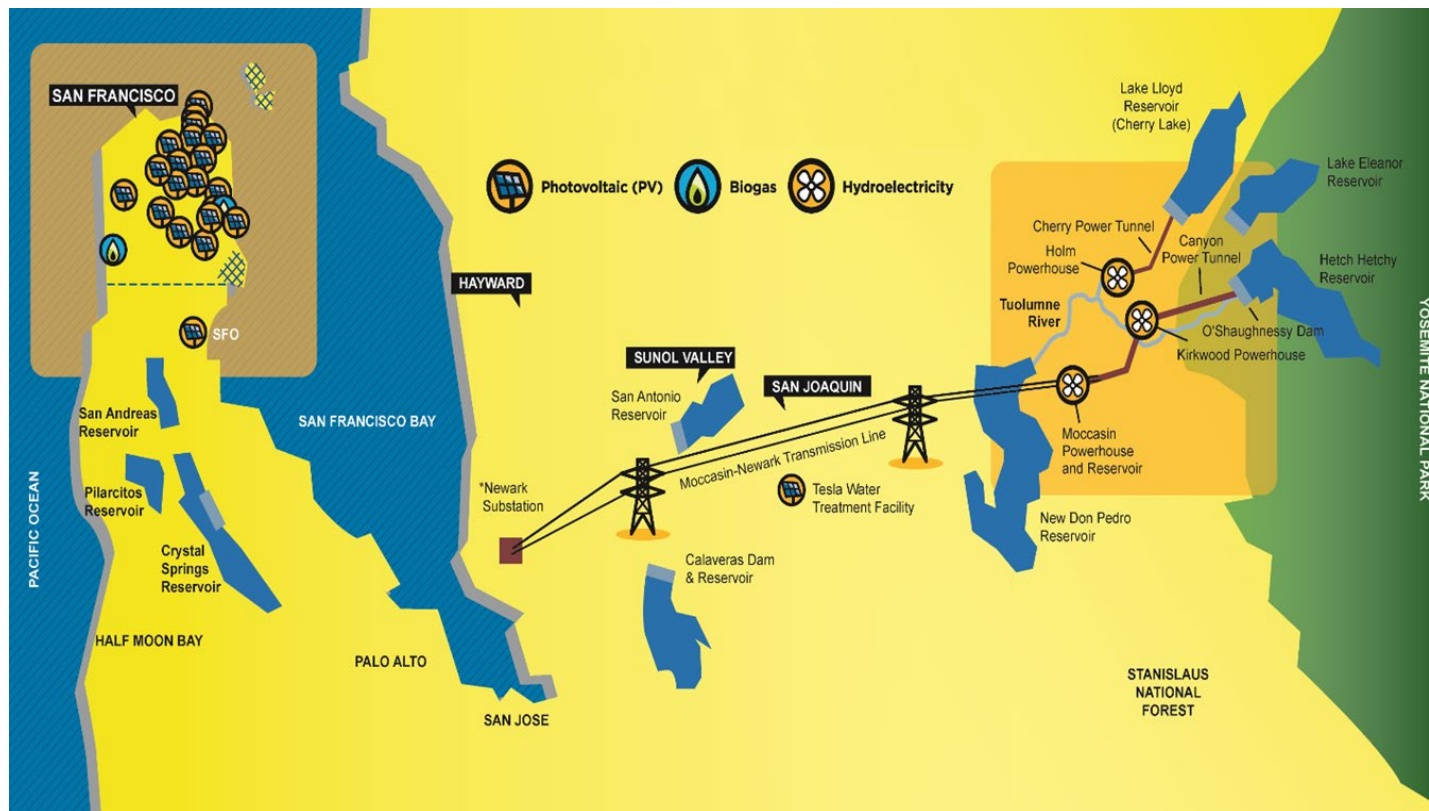 SAN FRANCISCO
SFO
San Andreas
Reservoir
Pilarcitos
Reservoir
Crystal
Springs
Reservoir
PACIFIC OCEAN
HALF MOON BAY
SAN FRANCISCO BAY
PALO ALTO
SAN JOSE
Photovoltaic (PV)
Biogas
Hydroelectricity
HAYWARD
SUNOL VALLEY
San Antonio
Reservoir
SAN JOAQUIN
Moccasin-Newark Transmission Line
*Newark
Substation
Tesla Water
Treatment Facility
Calaveras Dam
& Reservoir
Lake Lloyd
Reservoir
(Cherry Lake)
Lake Eleanor
Reservoir
Cherry Power Tunnel
Holm
Powerhouse
Canyon
Power Tunnel
Hetch Hetchy
Reservoir
Tuolumne
River
O'Shaughnessy Dam
Kirkwood Powerhouse
Moccasin
Powerhouse
and Reservoir
New Don Pedro
Reservoir
YOSEMITE NATIONAL PARK
STANISLAUS
NATIONAL
FOREST